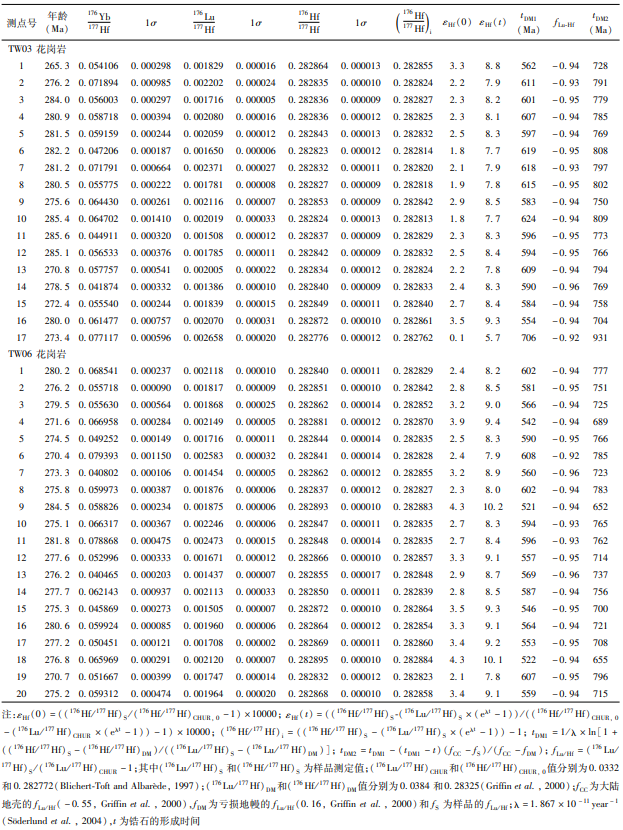 测点号 年龄 (Ma) 176Yb/177Hf 1σ 176Lu/177Hf 1σ 176Hf/177Hf 1σ (176Hf/177Hf)i εHf(0) εHf(t) tDM1 (Ma) fLu-Hf tDM2 (Ma)
TW03 花岗岩
1 265.3 0.054106 0.000298 0.001829 0.000016 0.282864 0.000013 0.282855 3.3 8.8 562 -0.94 728
2 276.2 0.071894 0.000985 0.002202 0.000024 0.282835 0.000010 0.282824 2.2 7.9 611 -0.93 791
3 284.0 0.056003 0.000297 0.001716 0.000005 0.282836 0.000009 0.282827 2.3 8.2 601 -0.95 779
4 280.9 0.058718 0.000394 0.002080 0.000016 0.282836 0.000012 0.282825 2.3 8.1 607 -0.94 785
5 281.5 0.059159 0.000244 0.002059 0.000012 0.282843 0.000013 0.282832 2.5 8.3 597 -0.94 769
6 282.2 0.047206 0.000187 0.001650 0.000006 0.282823 0.000012 0.282814 1.8 7.7 619 -0.95 808
7 281.2 0.071791 0.000664 0.002371 0.000027 0.282832 0.000011 0.282820 2.1 7.9 618 -0.93 797
8 280.5 0.055775 0.000222 0.001781 0.000008 0.282827 0.000009 0.282818 1.9 7.8 615 -0.95 802
9 275.6 0.064430 0.000261 0.002116 0.000007 0.282853 0.000009 0.282842 2.9 8.5 583 -0.94 750
10 285.4 0.064702 0.001410 0.002019 0.000033 0.282824 0.000013 0.282813 1.8 7.7 624 -0.94 809
11 285.6 0.044911 0.000320 0.001508 0.000012 0.282837 0.000009 0.282829 2.3 8.3 596 -0.95 773
12 285.1 0.056533 0.000376 0.001785 0.000011 0.282842 0.000009 0.282832 2.5 8.4 594 -0.95 766
13 270.8 0.057757 0.000541 0.002005 0.000022 0.282834 0.000012 0.282824 2.2 7.8 609 -0.94 794
14 278.5 0.041874 0.000332 0.001386 0.000010 0.282840 0.000009 0.282833 2.4 8.3 590 -0.96 769
15 272.4 0.055540 0.000244 0.001839 0.000015 0.282849 0.000011 0.282840 2.7 8.4 584 -0.94 758
16 280.0 0.061477 0.000757 0.002070 0.000031 0.282872 0.000010 0.282861 3.5 9.3 554 -0.94 704
17 273.4 0.077117 0.000596 0.002658 0.000020 0.282776 0.000012 0.282762 0.1 5.7 706 -0.92 931
TW06 花岗岩
1 280.2 0.068541 0.000237 0.002118 0.000010 0.282840 0.000011 0.282829 2.4 8.2 602 -0.94 777
2 276.2 0.055718 0.000090 0.001817 0.000009 0.282851 0.000010 0.282842 2.8 8.5 581 -0.95 751
3 279.5 0.055630 0.000564 0.001868 0.000025 0.282862 0.000014 0.282852 3.2 9.0 566 -0.94 725
4 271.6 0.066958 0.000284 0.002149 0.000005 0.282881 0.000012 0.282870 3.9 9.4 542 -0.94 689
5 274.5 0.049252 0.000149 0.001716 0.000011 0.282844 0.000014 0.282835 2.5 8.3 590 -0.95 766
6 270.4 0.079393 0.001150 0.002583 0.000032 0.282841 0.000014 0.282828 2.4 7.9 608 -0.92 785
7 273.3 0.040802 0.000106 0.001454 0.000005 0.282862 0.000012 0.282855 3.2 8.9 560 -0.96 723
8 275.8 0.059973 0.000387 0.001876 0.000006 0.282837 0.000012 0.282827 2.3 8.0 602 -0.94 783
9 284.5 0.058826 0.000234 0.001875 0.000006 0.282893 0.000010 0.282883 4.3 10.2 521 -0.94 652
10 275.1 0.066317 0.000367 0.002246 0.000006 0.282847 0.000011 0.282835 2.7 8.3 594 -0.93 765
11 281.8 0.078868 0.000475 0.002473 0.000015 0.282848 0.000014 0.282835 2.7 8.4 596 -0.93 762
12 277.6 0.052996 0.000333 0.001671 0.000012 0.282866 0.000010 0.282857 3.3 9.1 557 -0.95 714
13 276.2 0.040465 0.000203 0.001437 0.000007 0.282855 0.000017 0.282848 2.9 8.7 569 -0.96 737
14 277.7 0.062143 0.000937 0.002113 0.000033 0.282850 0.000011 0.282839 2.8 8.5 587 -0.94 756
15 275.3 0.045869 0.000273 0.001505 0.000007 0.282872 0.000010 0.282864 3.5 9.3 546 -0.95 700
16 280.6 0.059924 0.000085 0.001960 0.000006 0.282864 0.000012 0.282854 3.3 9.1 564 -0.94 721
17 277.2 0.050451 0.000121 0.001708 0.000002 0.282869 0.000011 0.282860 3.4 9.2 553 -0.95 708
18 276.8 0.065969 0.000291 0.002120 0.000007 0.282895 0.000010 0.282884 4.3 10.1 522 -0.94 655
19 270.7 0.051667 0.000399 0.001747 0.000014 0.282832 0.000012 0.282823 2.1 7.8 607 -0.95 796
20 275.2 0.059312 0.000474 0.001964 0.000020 0.282868 0.000010 0.282858 3.4 9.1 559 -0.94 715
注:εHf(0)=((176Hf/177Hf)S/(176Hf/177Hf)CHUR,0-1)×10000; εHf(t)=((176Hf/177Hf)S-(176Lu/177Hf)S×(eλt-1))/((176Hf/177Hf)CHUR,0
-(176Lu/177Hf)CHUR×(eλt-1))-1)×10000; (176Hf/177Hf)i=((176Hf/177Hf)S-(176Lu/177Hf)S×(eλt-1))-1; tDM1=1/λ×ln[1+
((176Hf/177Hf)S-(176Hf/177Hf)DM)/((176Lu/177Hf)S-(176Lu/177Hf)DM)]; tDM2=tDM1-(tDM1-t)(fCC-fS)/(fCC-fDM); fLu/Hf=(176Lu/
177Hf)S/(176Lu/177Hf)CHUR-1;其中(176Lu/177Hf)S和(176Hf/177Hf)S为样品测定值;(176Lu/177Hf)CHUR和(176Hf/177Hf)CHUR,0值分别为0.0332
和0.282772(Blichert-Toft and Albarède, 1997);(176Lu/177Hf)DM和(176Hf/177Hf)DM值分别为0.0384和0.28325(Griffin et al., 2000);fCC为大陆
地壳的fLu/Hf(-0.55, Griffin et al., 2000),fDM为亏损地幔的fLu/Hf(0.16, Griffin et al., 2000)和fS为样品的fLu/Hf;λ=1.867×10-11year-1
(Söderlund et al., 2004),t为锆石的形成时间